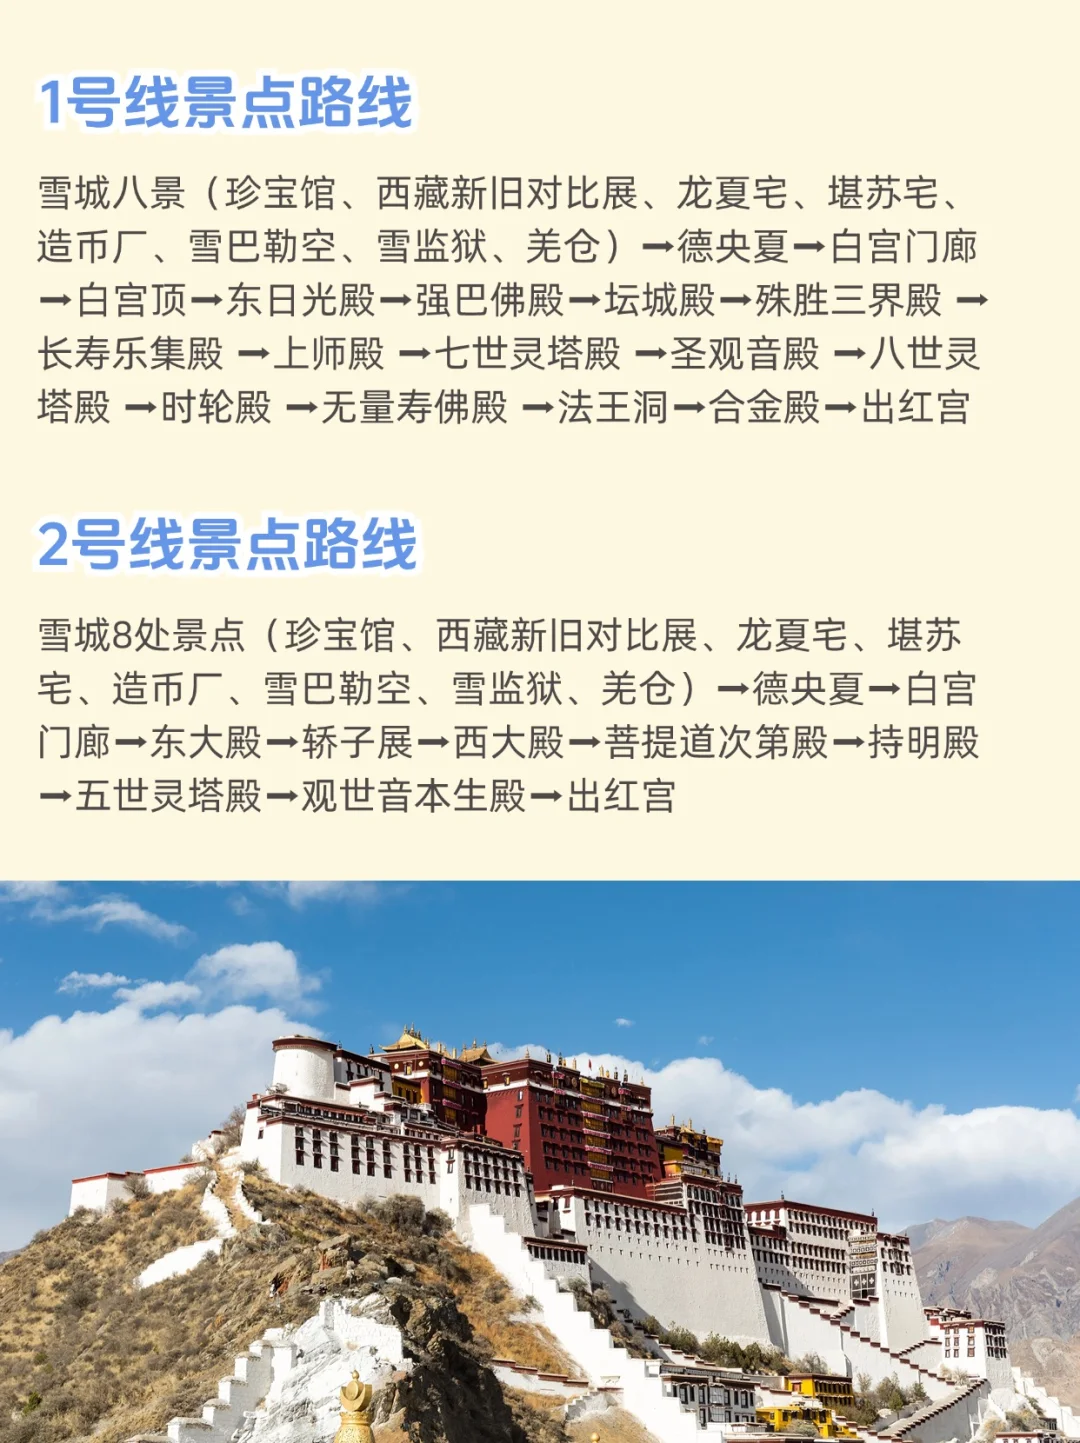 1号线景点路线
雪城八景（珍宝馆、西藏新旧对比展、龙夏宅、堪苏宅、
造币厂、雪巴勒空、雪监狱、羌仓）➡德央夏➡白宫门廊
➡白宫顶➡东日光殿➡强巴佛殿➡坛城殿➡殊胜三界殿 ➡
长寿乐集殿 ➡上师殿 ➡七世灵塔殿 ➡圣观音殿 ➡八世灵
塔殿 ➡时轮殿 ➡无量寿佛殿 ➡法王洞➡合金殿➡出红宫
2号线景点路线
雪城8处景点（珍宝馆、西藏新旧对比展、龙夏宅、堪苏
宅、造币厂、雪巴勒空、雪监狱、羌仓）➡德央夏➡白宫
门廊➡东大殿➡轿子展➡西大殿➡菩提道次第殿➡持明殿
➡五世灵塔殿➡观世音本生殿➡出红宫